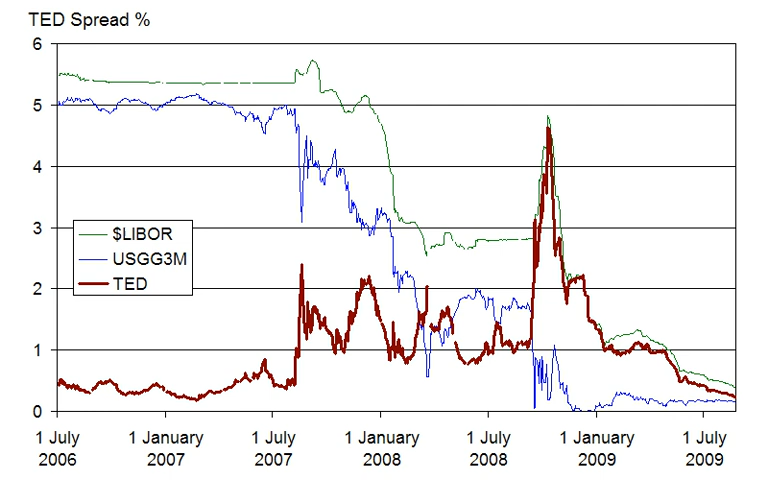 TED Spread %
6
5
4
3
2
1
0
$LIBOR
USGG3M
TED
1 July 2006
1 January 2007
1 July 2007
1 January 2008
1 July 2008
1 January 2009
1 July 2009